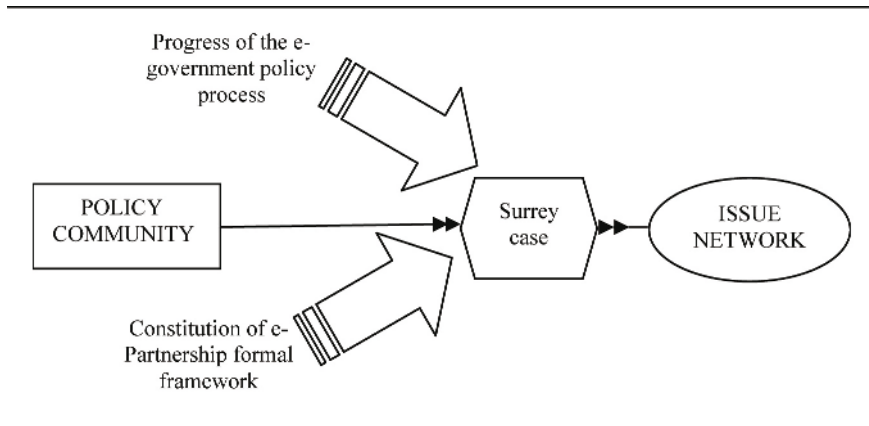 Progress of the e-
government policy
process
POLICY
COMMUNITY
Surrey
case
ISSUE
NETWORK
Constitution of e-
Partnership formal
framework